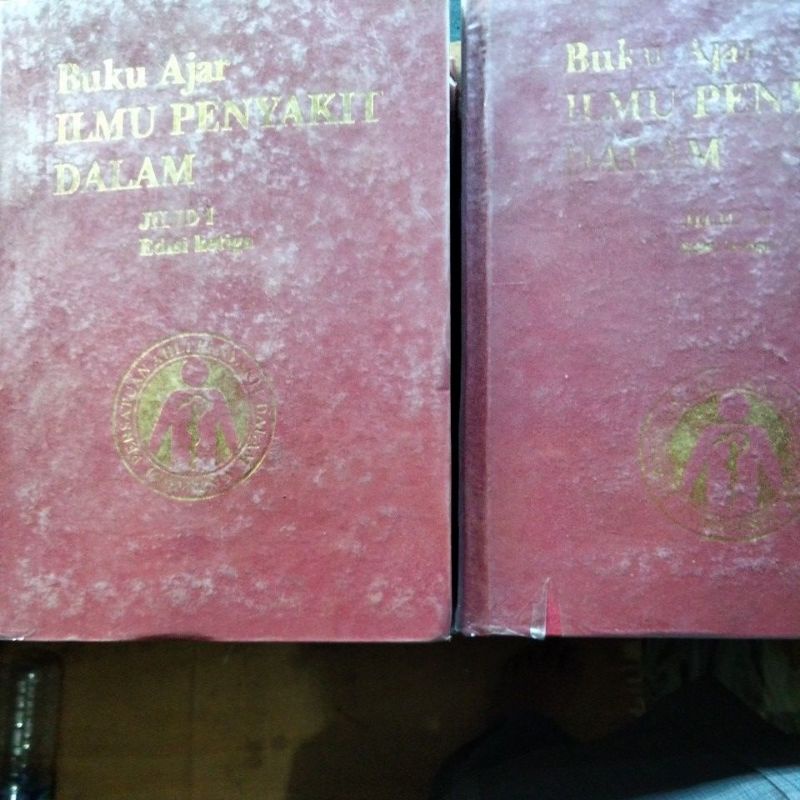 Buku Ajar
ILMU PENYAKIT
DALAM
JILID I
Edisi ketiga
Buku Ajar
ILMU PEN
DALAM